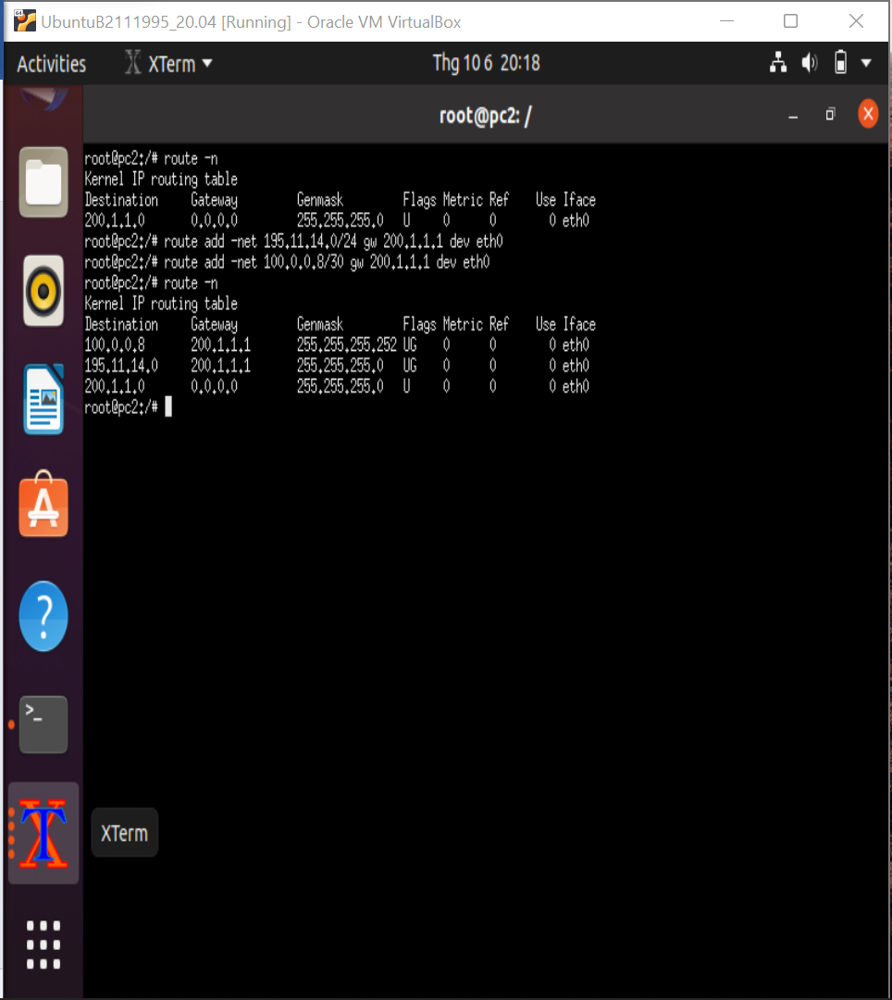 UbuntuB2111995_20.04 [Running] - Oracle VM VirtualBox
Activities XTerm Thg 10 6 20:18
root@pc2: /
root@pc2:/# route -n
Kernel IP routing table
Destination Gateway Genmask Flags Metric Ref Use Iface
200.1.1.0 0.0.0.0 255.255.255.0 U 0 0 0 eth0
root@pc2:/# route add -net 195.11.14.0/24 gw 200.1.1.1 dev eth0
root@pc2:/# route add -net 100.0.0.8/30 gw 200.1.1.1 dev eth0
root@pc2:/# route -n
Kernel IP routing table
Destination Gateway Genmask Flags Metric Ref Use Iface
100.0.0.8 200.1.1.1 255.255.255.252 UG 0 0 0 eth0
195.11.14.0 200.1.1.1 255.255.255.0 UG 0 0 0 eth0
200.1.1.0 0.0.0.0 255.255.255.0 U 0 0 0 eth0
root@pc2:/#
XTerm